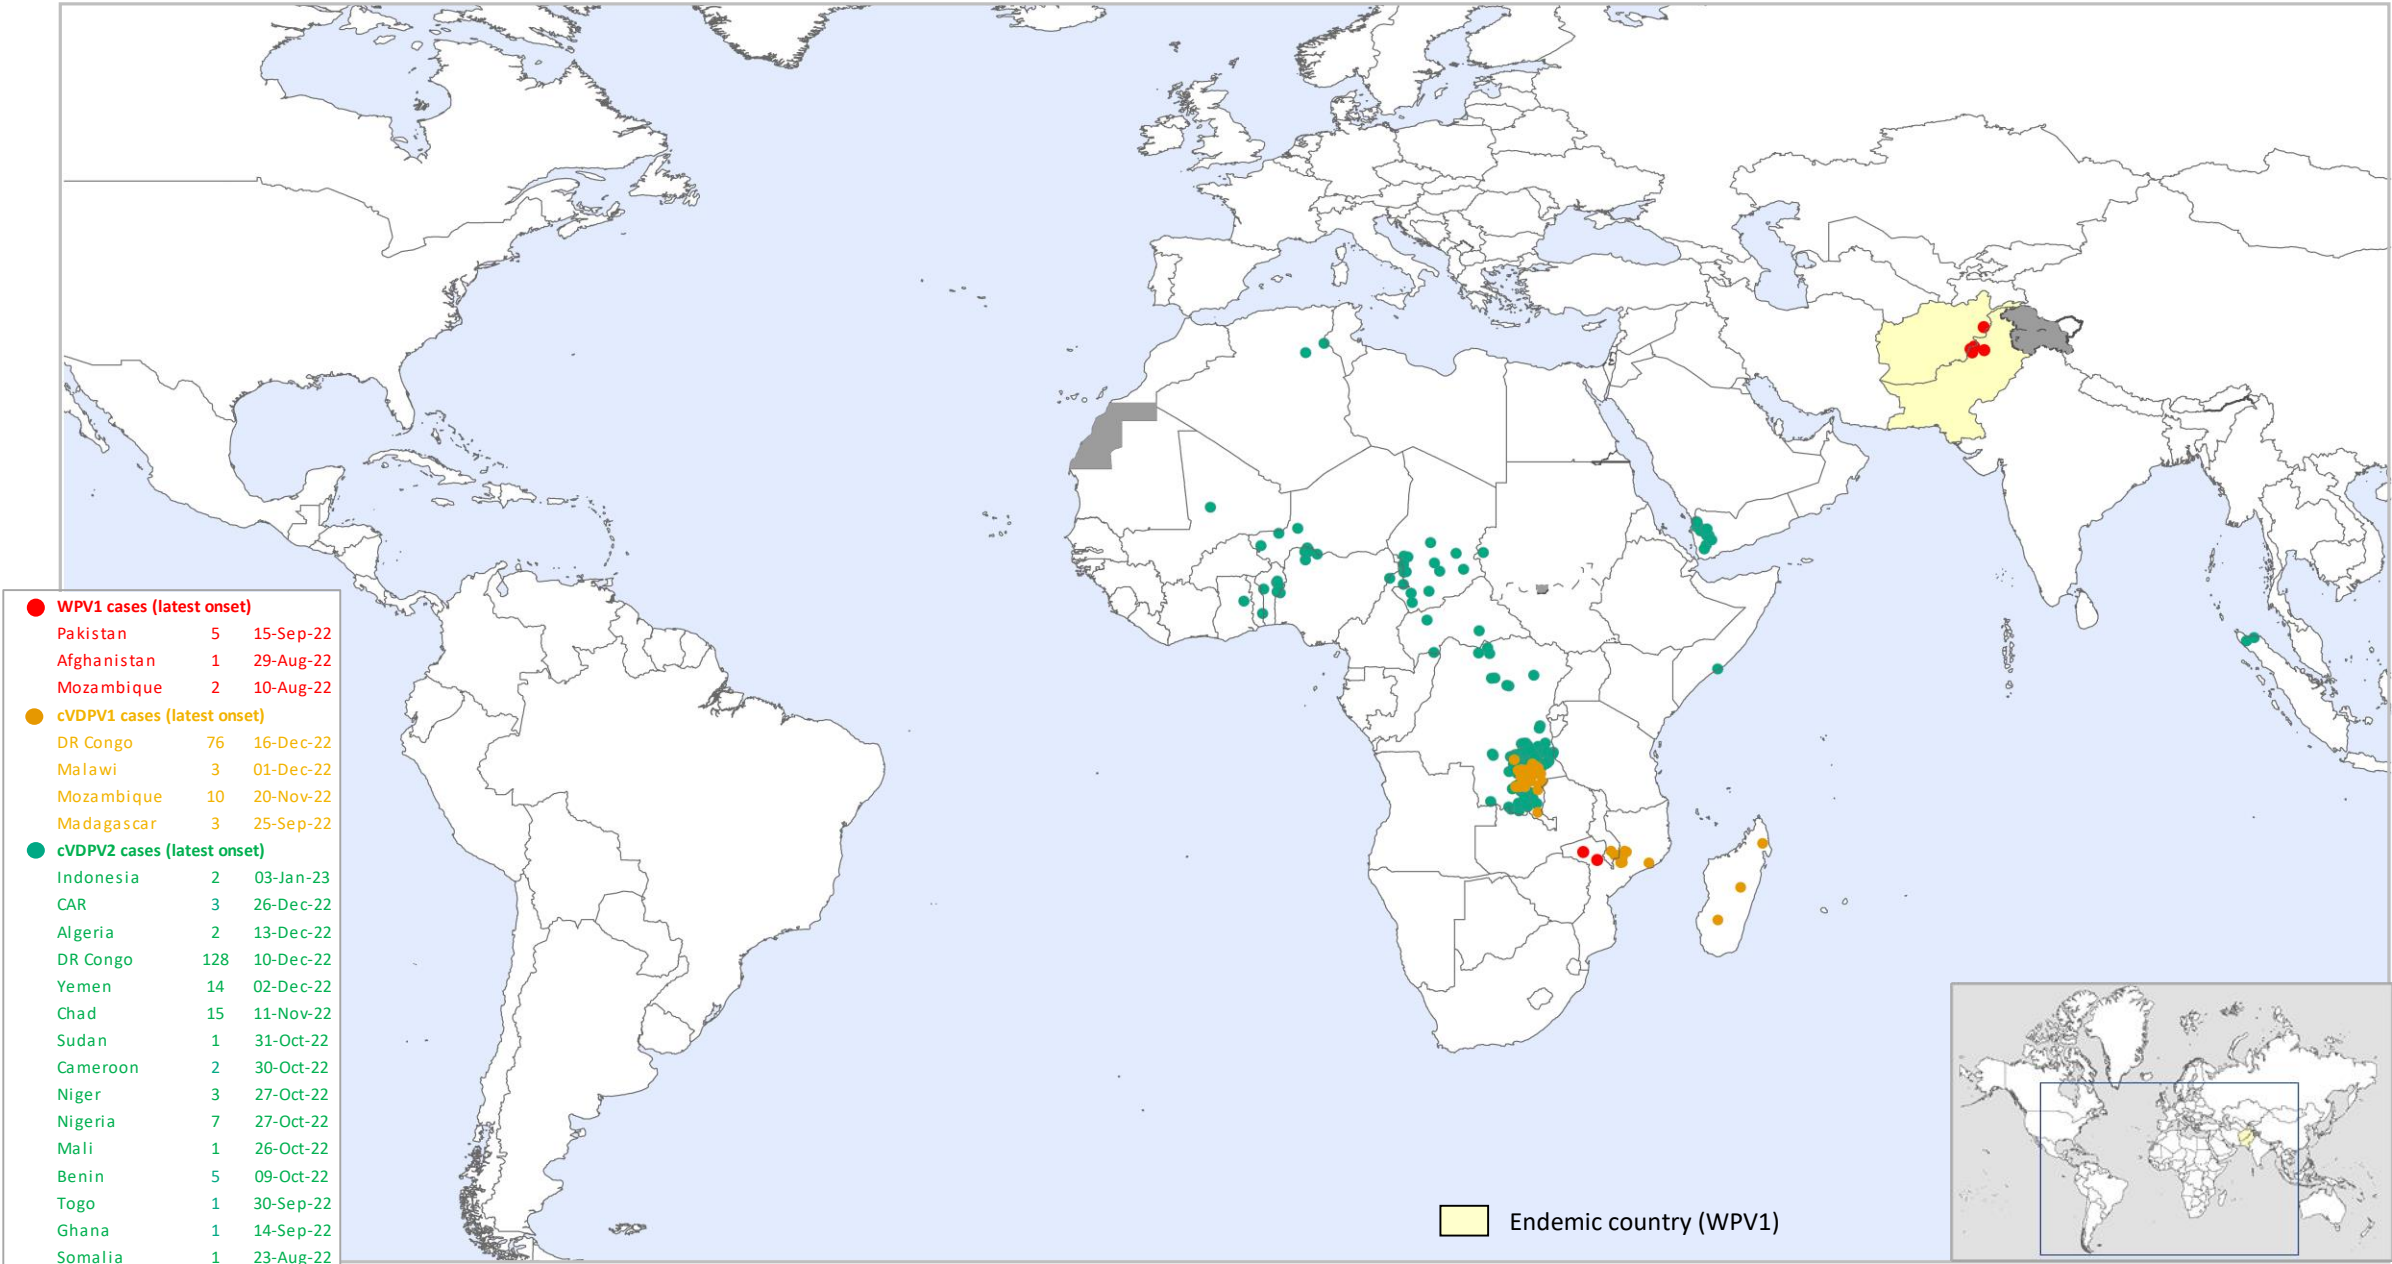 WPV1 cases (latest onset)
Pakistan 5 15-Sep-22
Afghanistan 1 29-Aug-22
Mozambique 2 10-Aug-22
cVDPV1 cases (latest onset)
DR Congo 76 16-Dec-22
Malawi 3 01-Dec-22
Mozambique 10 20-Nov-22
Madagascar 3 25-Sep-22
cVDPV2 cases (latest onset)
Indonesia 2 03-Jan-23
CAR 3 26-Dec-22
Algeria 2 13-Dec-22
DR Congo 128 10-Dec-22
Yemen 14 02-Dec-22
Chad 15 11-Nov-22
Sudan 1 31-Oct-22
Cameroon 2 30-Oct-22
Niger 3 27-Oct-22
Nigeria 7 27-Oct-22
Mali 1 26-Oct-22
Benin 5 09-Oct-22
Togo 1 30-Sep-22
Ghana 1 14-Sep-22
Somalia 1 23-Aug-22
Endemic country (WPV1)